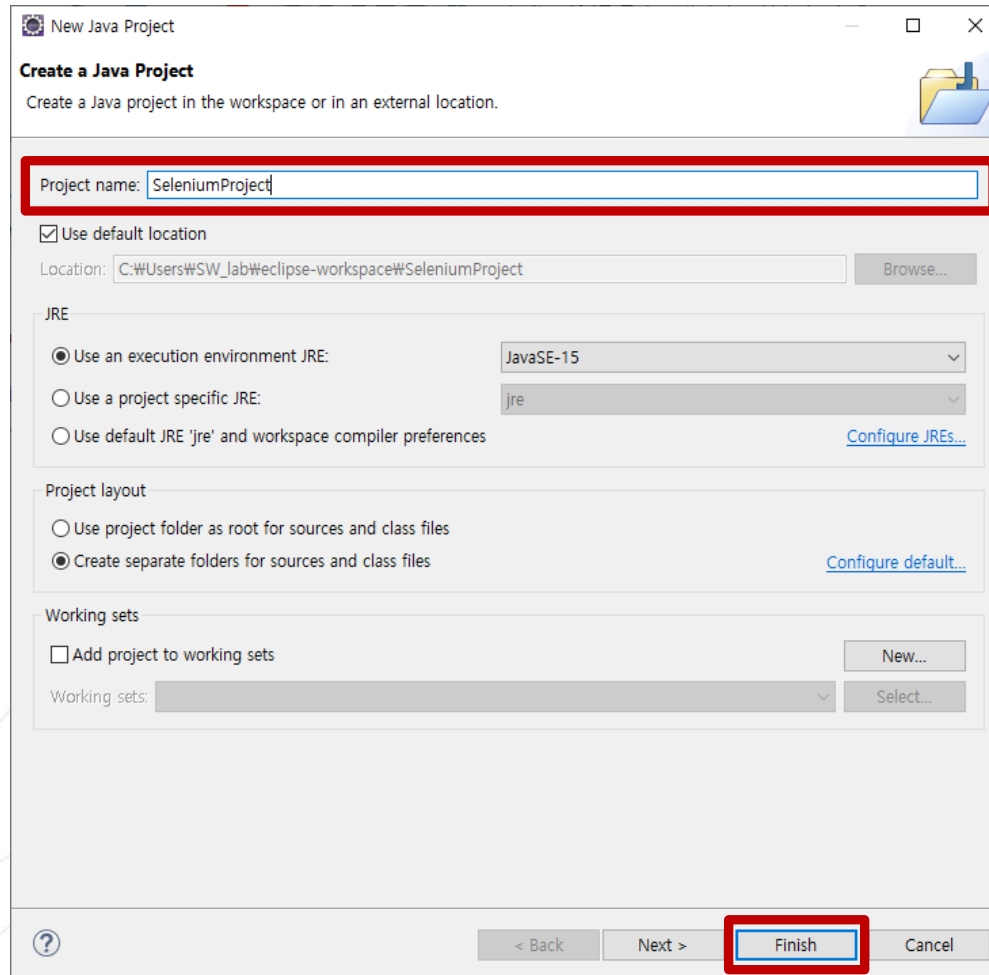 New Java Project
Create a Java Project
Create a Java project in the workspace or in an external location.
Project name: SeleniumProject
Use default location
Location: C:₩Users₩SW_lab₩eclipse-workspace₩SeleniumProject Browse...
JRE
Use an execution environment JRE: JavaSE-15
Use a project specific JRE: jre
Use default JRE 'jre' and workspace compiler preferences Configure JREs...
Project layout
Use project folder as root for sources and class files
Create separate folders for sources and class files Configure default...
Working sets
Add project to working sets New...
Working sets: Select...
? < Back Next > Finish Cancel